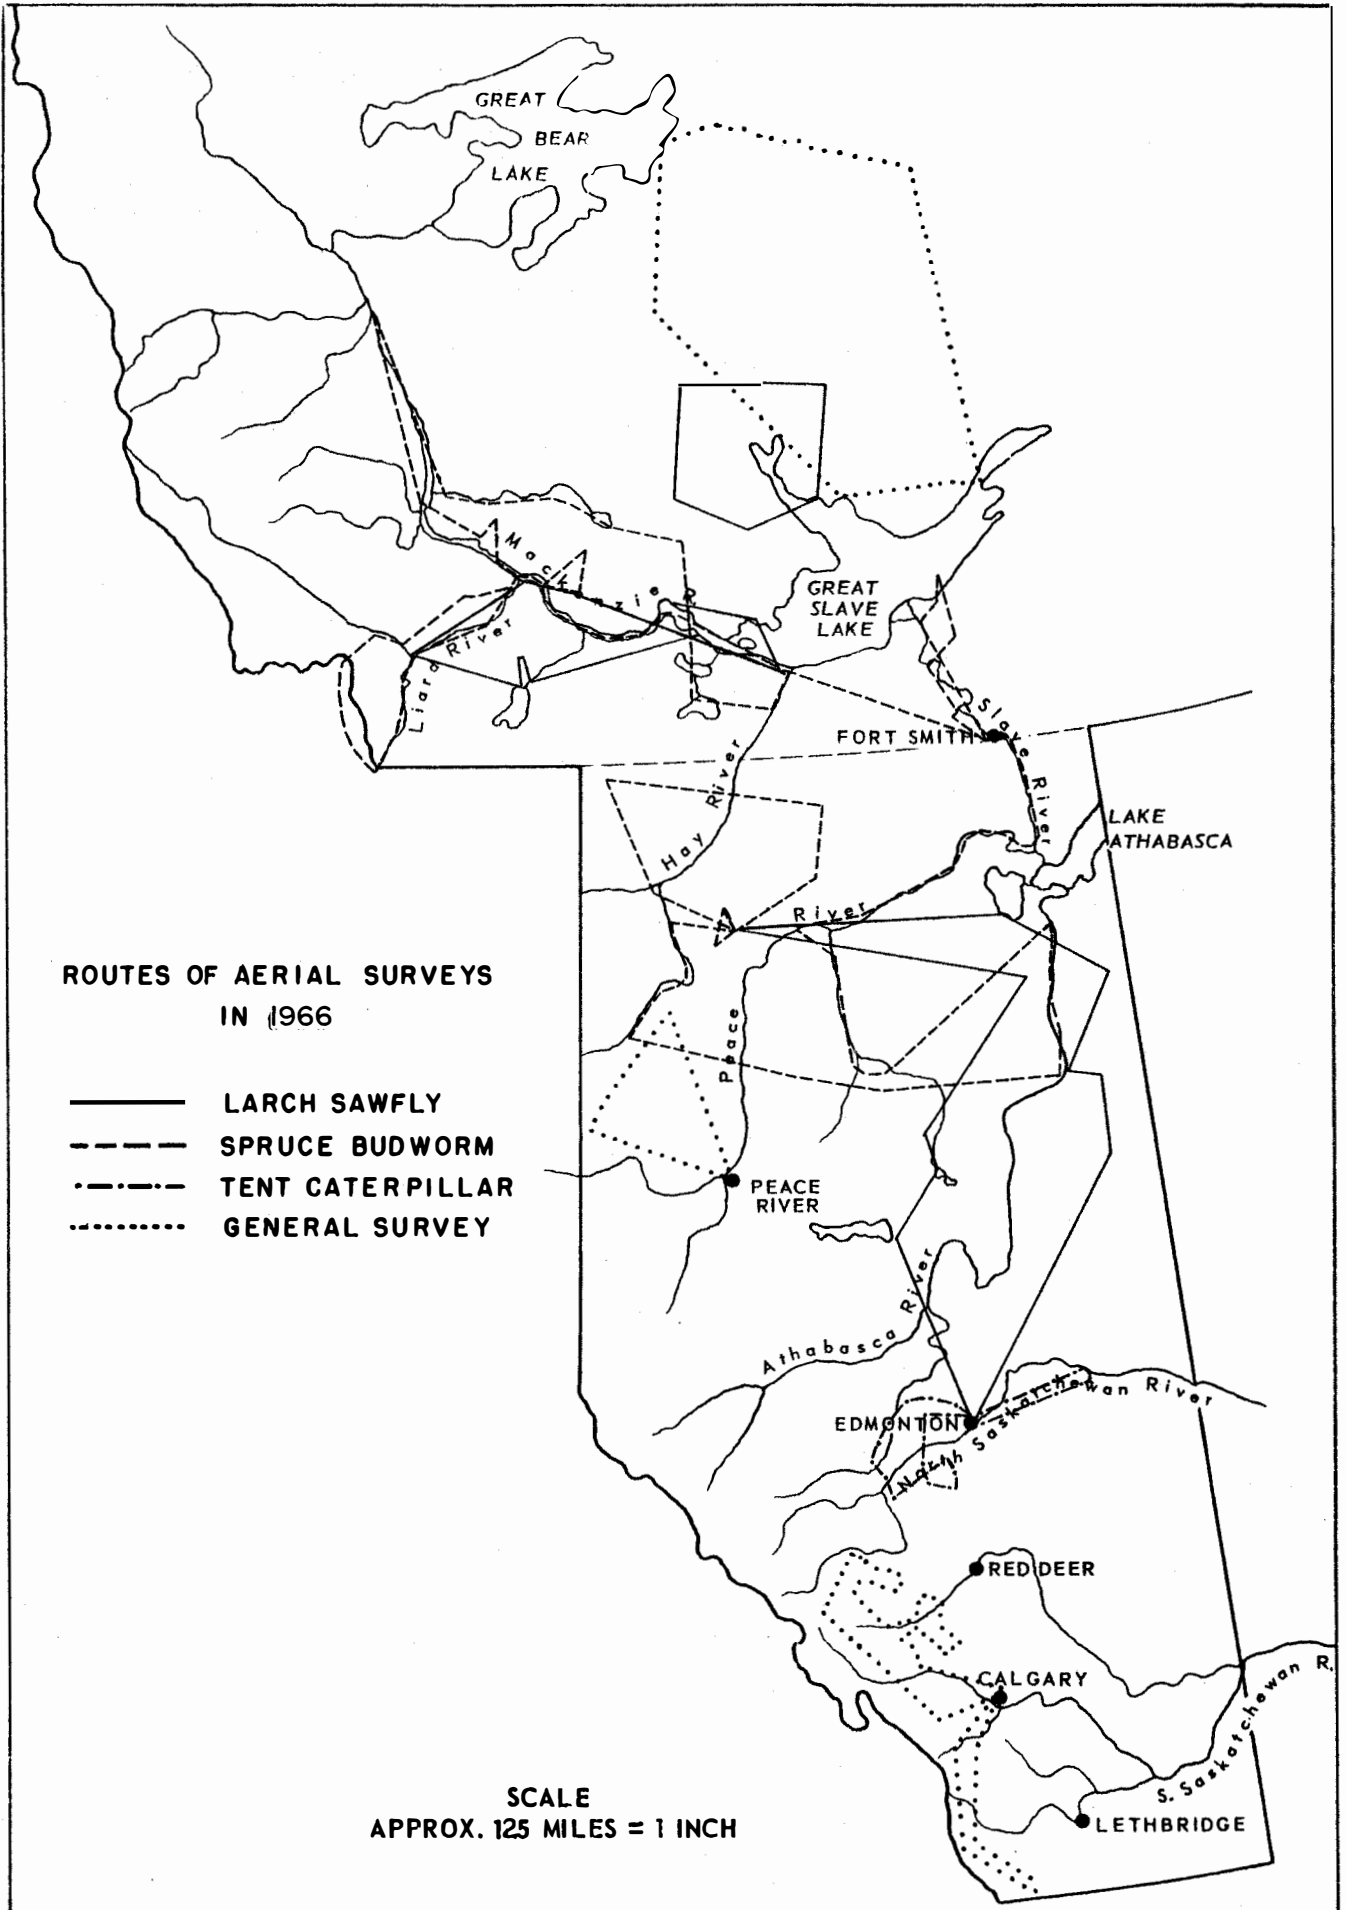 GREAT
BEAR
LAKE
Mackenzie R
GREAT
SLAVE
LAKE
Liard River
Slave River
FORT SMITH
Hay River
LAKE
ATHABASCA
River
Peace
ROUTES OF AERIAL SURVEYS
IN 1966
LARCH SAWFLY
SPRUCE BUDWORM
TENT CATERPILLAR
GENERAL SURVEY
PEACE
RIVER
Athabasca River
EDMONTON
North Saskatchewan River
RED DEER
CALGARY
S. Saskatchewan R.
LETHBRIDGE
SCALE
APPROX. 125 MILES = 1 INCH